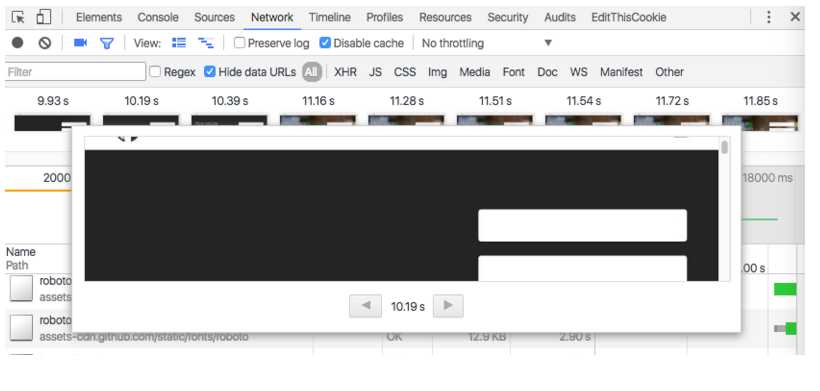 Elements Console Sources Network Timeline Profiles Resources Security Audits EditThisCookie
View: Preserve log Disable cache No throttling
Filter Regex Hide data URLs All XHR JS CSS Img Media Font Doc WS Manifest Other
9.93 s 10.19 s 10.39 s 11.16 s 11.28 s 11.51 s 11.54 s 11.72 s 11.85 s
2000 18000 ms
Name
Path .00 s
roboto
assets
10.19 s
roboto
assets-cdn.github.com/static/fonts/roboto OK 12.9 KB 2.90 s